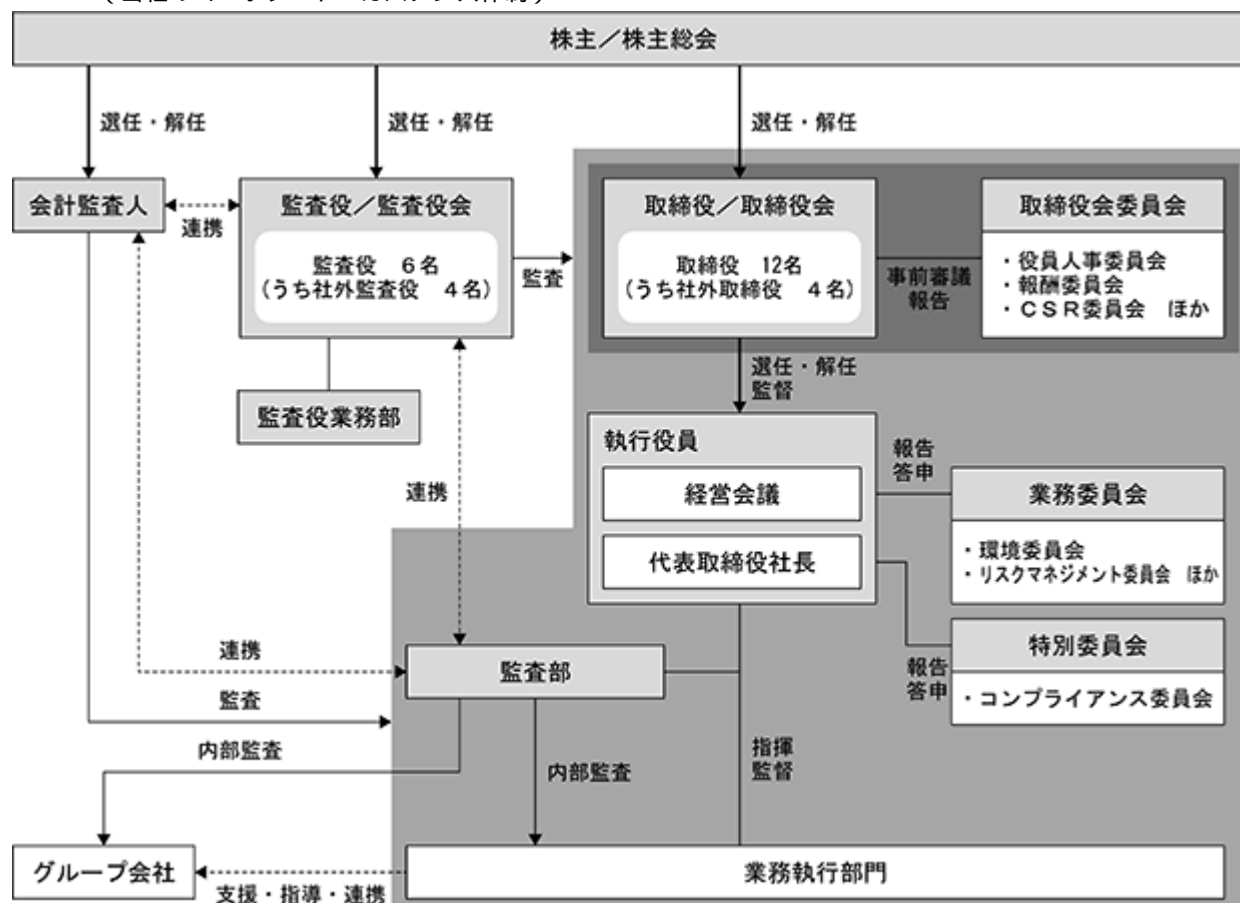 株主／株主総会
選任・解任
選任・解任
選任・解任
会計監査人
連携
監査役／監査役会
監査役 6名
(うち社外監査役 4名)
監査
取締役／取締役会
取締役 12名
(うち社外取締役 4名)
事前審議
報告
取締役会委員会
・役員人事委員会
・報酬委員会
・CSR委員会 ほか
監査役業務部
選任・解任
監督
執行役員
経営会議
代表取締役社長
報告
答申
業務委員会
・環境委員会
・リスクマネジメント委員会 ほか
連携
特別委員会
・コンプライアンス委員会
報告
答申
連携
監査部
監査
内部監査
内部監査
指揮
監督
グループ会社
支援・指導・連携
業務執行部門